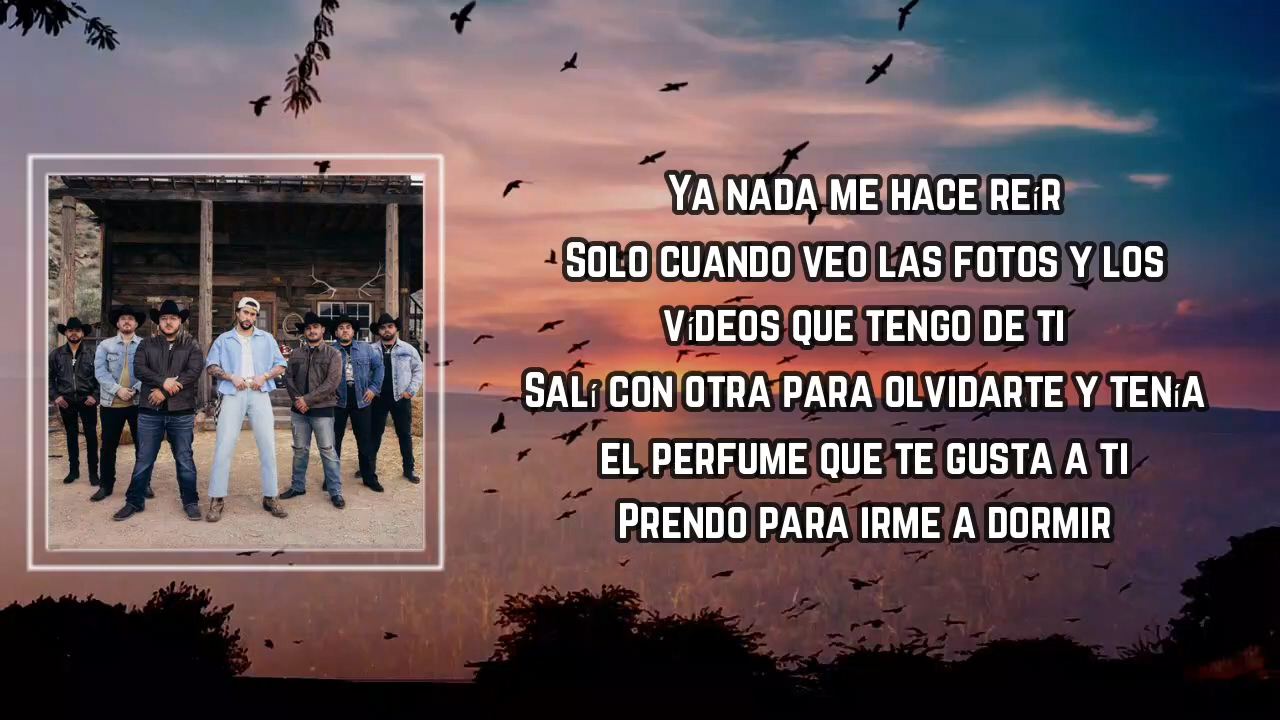 Ya nada me hace reír
Solo cuando veo las fotos y los
vídeos que tengo de ti
Salí con otra para olvidarte y tenía
el perfume que te gusta a ti
Prendo para irme a dormir